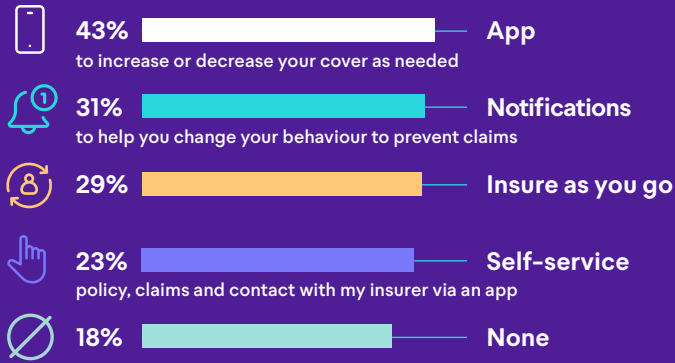 43% App
to increase or decrease your cover as needed
1
31% Notifications
to help you change your behaviour to prevent claims
29% Insure as you go
23% Self-service
policy, claims and contact with my insurer via an app
18% None